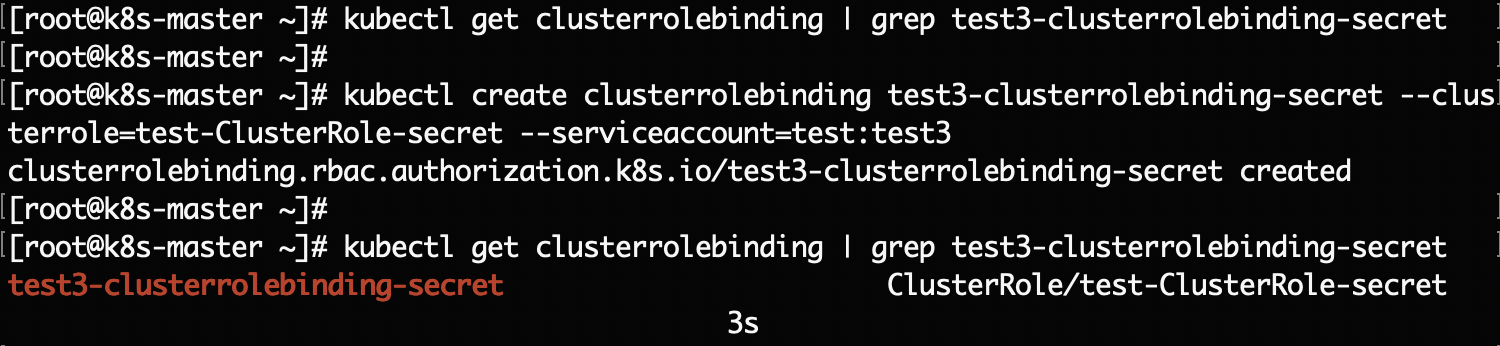 [root@k8s-master ~]# kubectl get clusterrolebinding | grep test3-clusterrolebinding-secret
[root@k8s-master ~]#
[root@k8s-master ~]# kubectl create clusterrolebinding test3-clusterrolebinding-secret --clus
terrole=test-ClusterRole-secret --serviceaccount=test:test3
clusterrolebinding.rbac.authorization.k8s.io/test3-clusterrolebinding-secret created
[root@k8s-master ~]#
[root@k8s-master ~]# kubectl get clusterrolebinding | grep test3-clusterrolebinding-secret
test3-clusterrolebinding-secret ClusterRole/test-ClusterRole-secret
3s